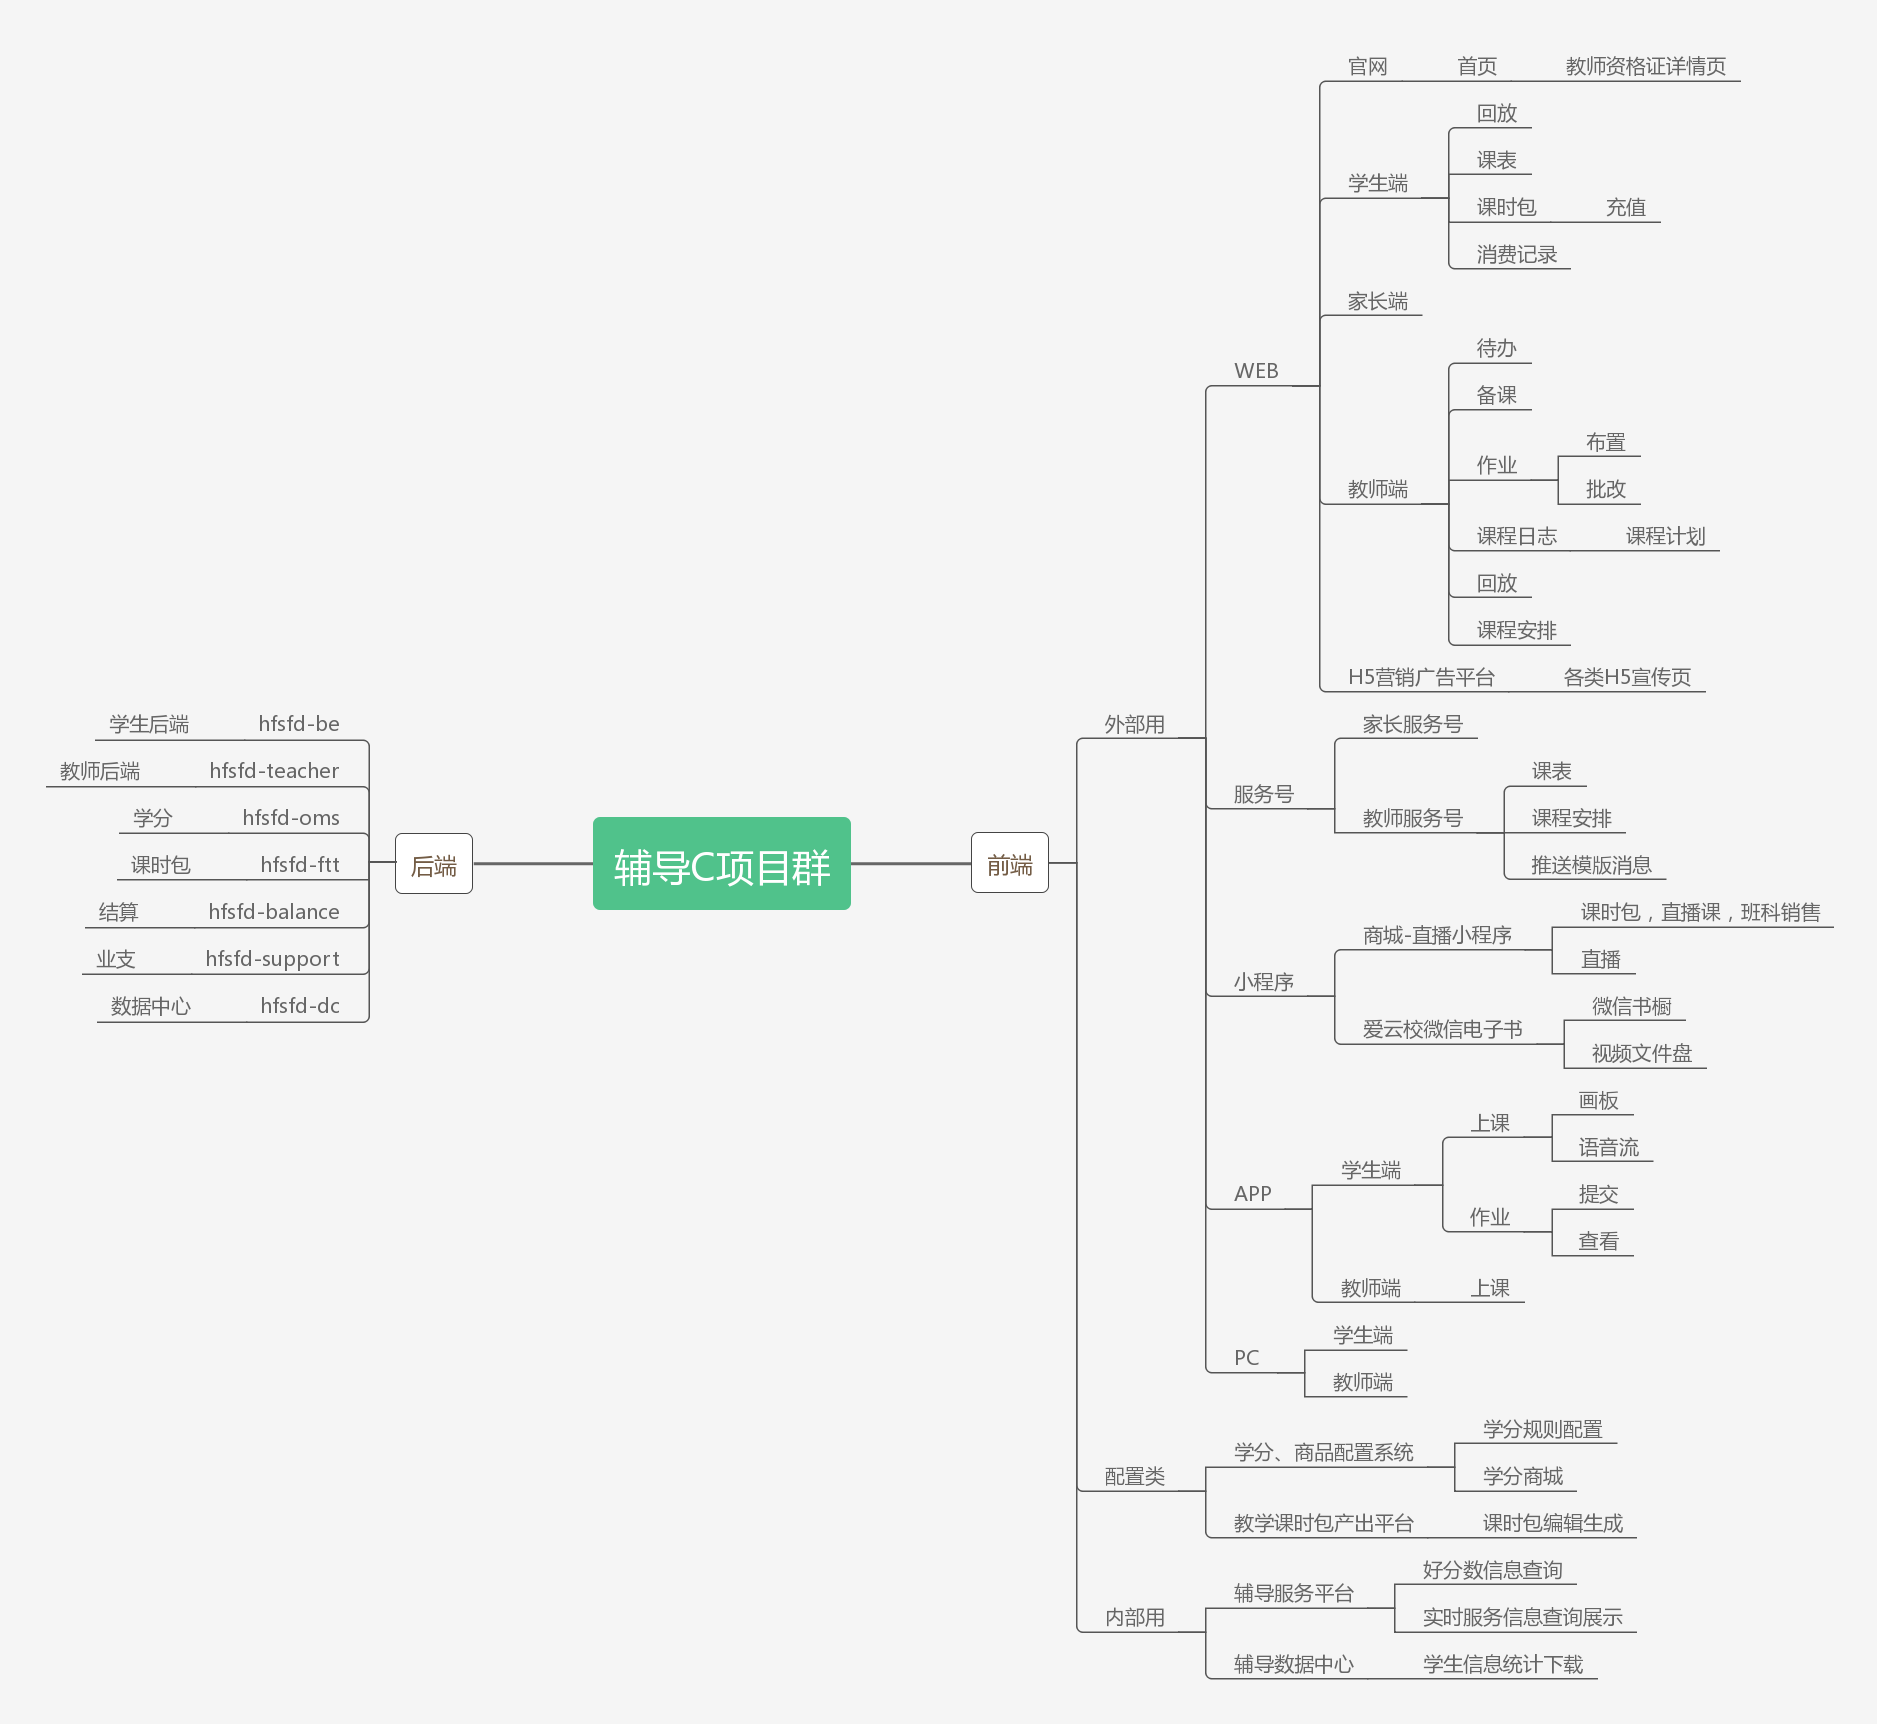 辅导C项目群
后端
hfsfd-be
学生后端
hfsfd-teacher
教师后端
hfsfd-oms
学分
hfsfd-ftt
课时包
hfsfd-balance
结算
hfsfd-support
业支
hfsfd-dc
数据中心
前端
外部用
WEB
官网
首页
教师资格证详情页
学生端
回放
课表
课时包
充值
消费记录
家长端
教师端
待办
备课
作业
布置
批改
课程日志
课程计划
回放
课程安排
H5营销广告平台
各类H5宣传页
服务号
家长服务号
教师服务号
课表
课程安排
推送模版消息
小程序
商城-直播小程序
课时包，直播课，班科销售
直播
爱云校微信电子书
微信书橱
视频文件盘
APP
学生端
上课
画板
语音流
作业
提交
查看
教师端
上课
PC
学生端
教师端
配置类
学分、商品配置系统
学分规则配置
学分商城
教学课时包产出平台
课时包编辑生成
内部用
辅导服务平台
好分数信息查询
实时服务信息查询展示
辅导数据中心
学生信息统计下载